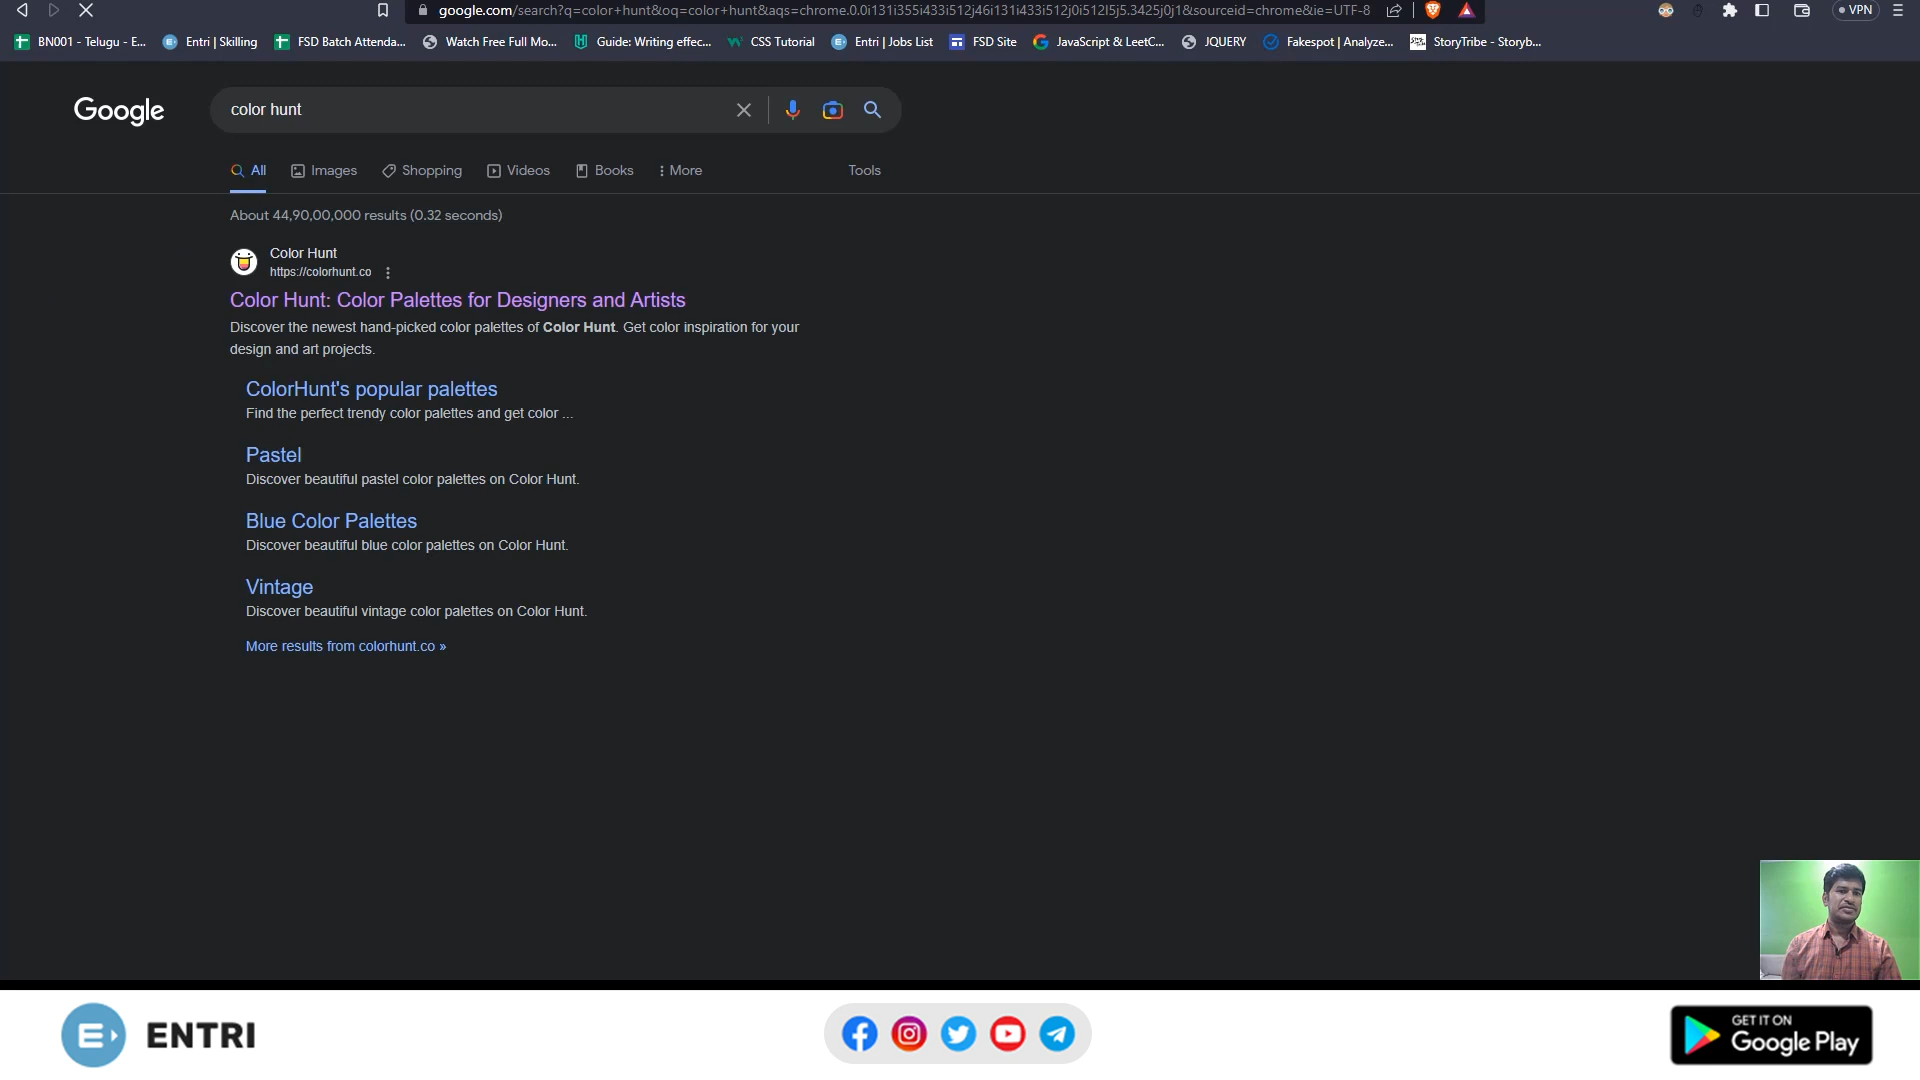 google.com/search?q=color+hunt&oq=color+hunt&aqs=chrome.0.0i131i355i433i512j46i131i433i512j0i512l5j5.3425j0j1&sourceid=chrome&ie=UTF-8
VPN
BN001 - Telugu - E...
Entri | Skilling
FSD Batch Attenda...
Watch Free Full Mo...
Guide: Writing effec...
CSS Tutorial
Entri | Jobs List
FSD Site
JavaScript & LeetC...
JQUERY
Fakespot | Analyze...
StoryTribe - Storyb...
Google
color hunt
All
Images
Shopping
Videos
Books
More
Tools
About 44,90,00,000 results (0.32 seconds)
Color Hunt
https://colorhunt.co
Color Hunt: Color Palettes for Designers and Artists
Discover the newest hand-picked color palettes of Color Hunt. Get color inspiration for your
design and art projects.
ColorHunt's popular palettes
Find the perfect trendy color palettes and get color ...
Pastel
Discover beautiful pastel color palettes on Color Hunt.
Blue Color Palettes
Discover beautiful blue color palettes on Color Hunt.
Vintage
Discover beautiful vintage color palettes on Color Hunt.
More results from colorhunt.co »
ENTRI
GET IT ON
Google Play